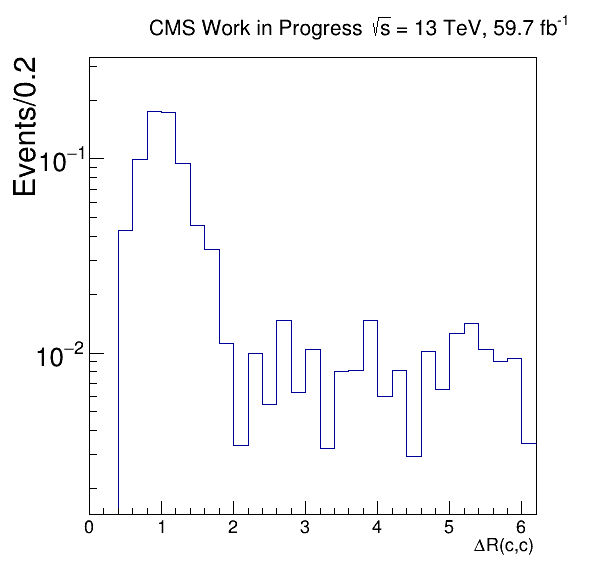 CMS Work in Progress √s = 13 TeV, 59.7 fb⁻¹
Events/0.2
10⁻¹
10⁻²
0 1 2 3 4 5 6
ΔR(c,c)